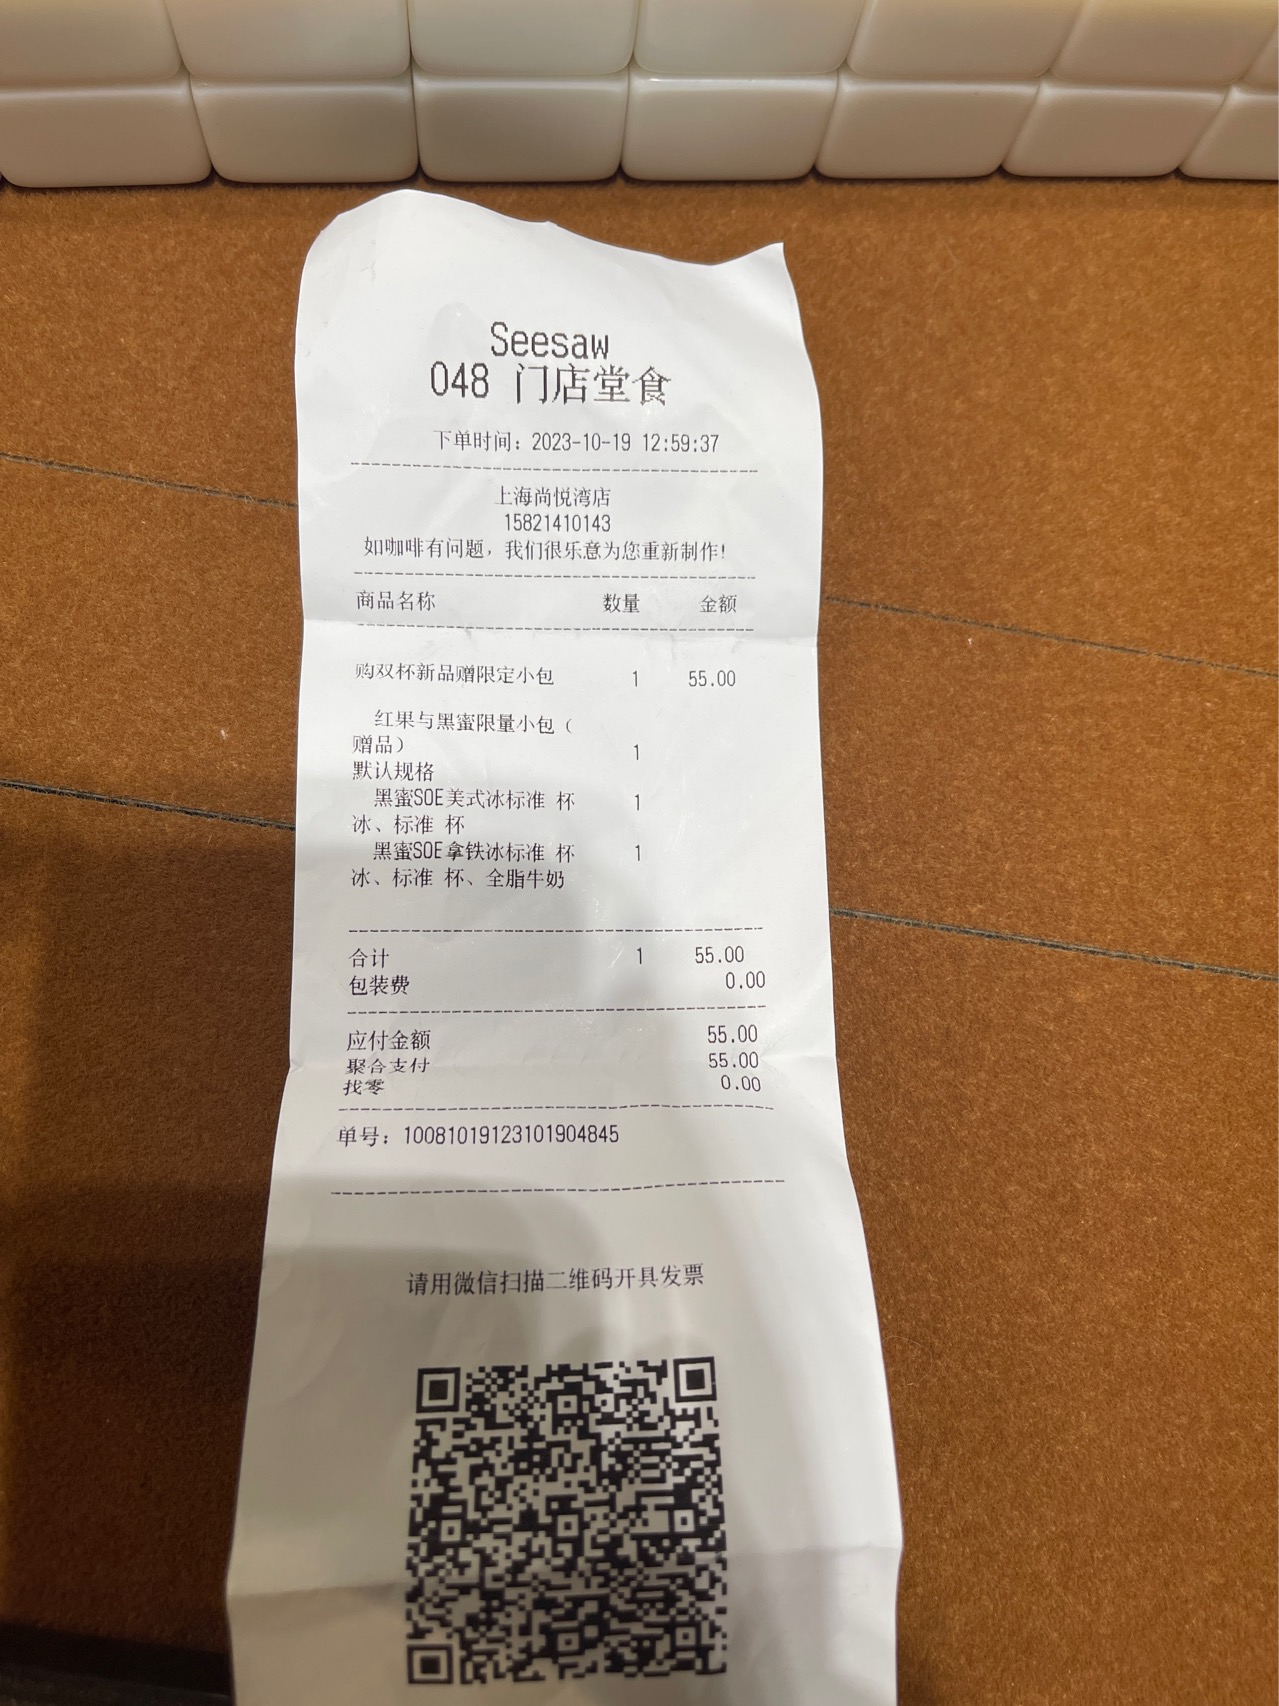 Seesaw
048 门店堂食
下单时间：2023-10-19 12:59:37
上海尚悦湾店
15821410143
如咖啡有问题，我们很乐意为您重新制作!
商品名称 数量 金额
购双杯新品赠限定小包 1 55.00
红果与黑蜜限量小包（
赠品） 1
默认规格
黑蜜SOE美式冰标准 杯 1
冰、标准 杯
黑蜜SOE拿铁冰标准 杯 1
冰、标准 杯、全脂牛奶
合计 1 55.00
包装费 0.00
应付金额 55.00
聚合支付 55.00
找零 0.00
单号：10081019123101904845
请用微信扫描二维码开具发票